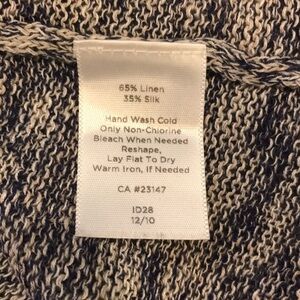 65% Linen
35% Silk
Hand Wash Cold
Only Non-Chlorine
Bleach When Needed
Reshape,
Lay Flat To Dry
Warm Iron, If Needed
CA #23147
ID28
12/10